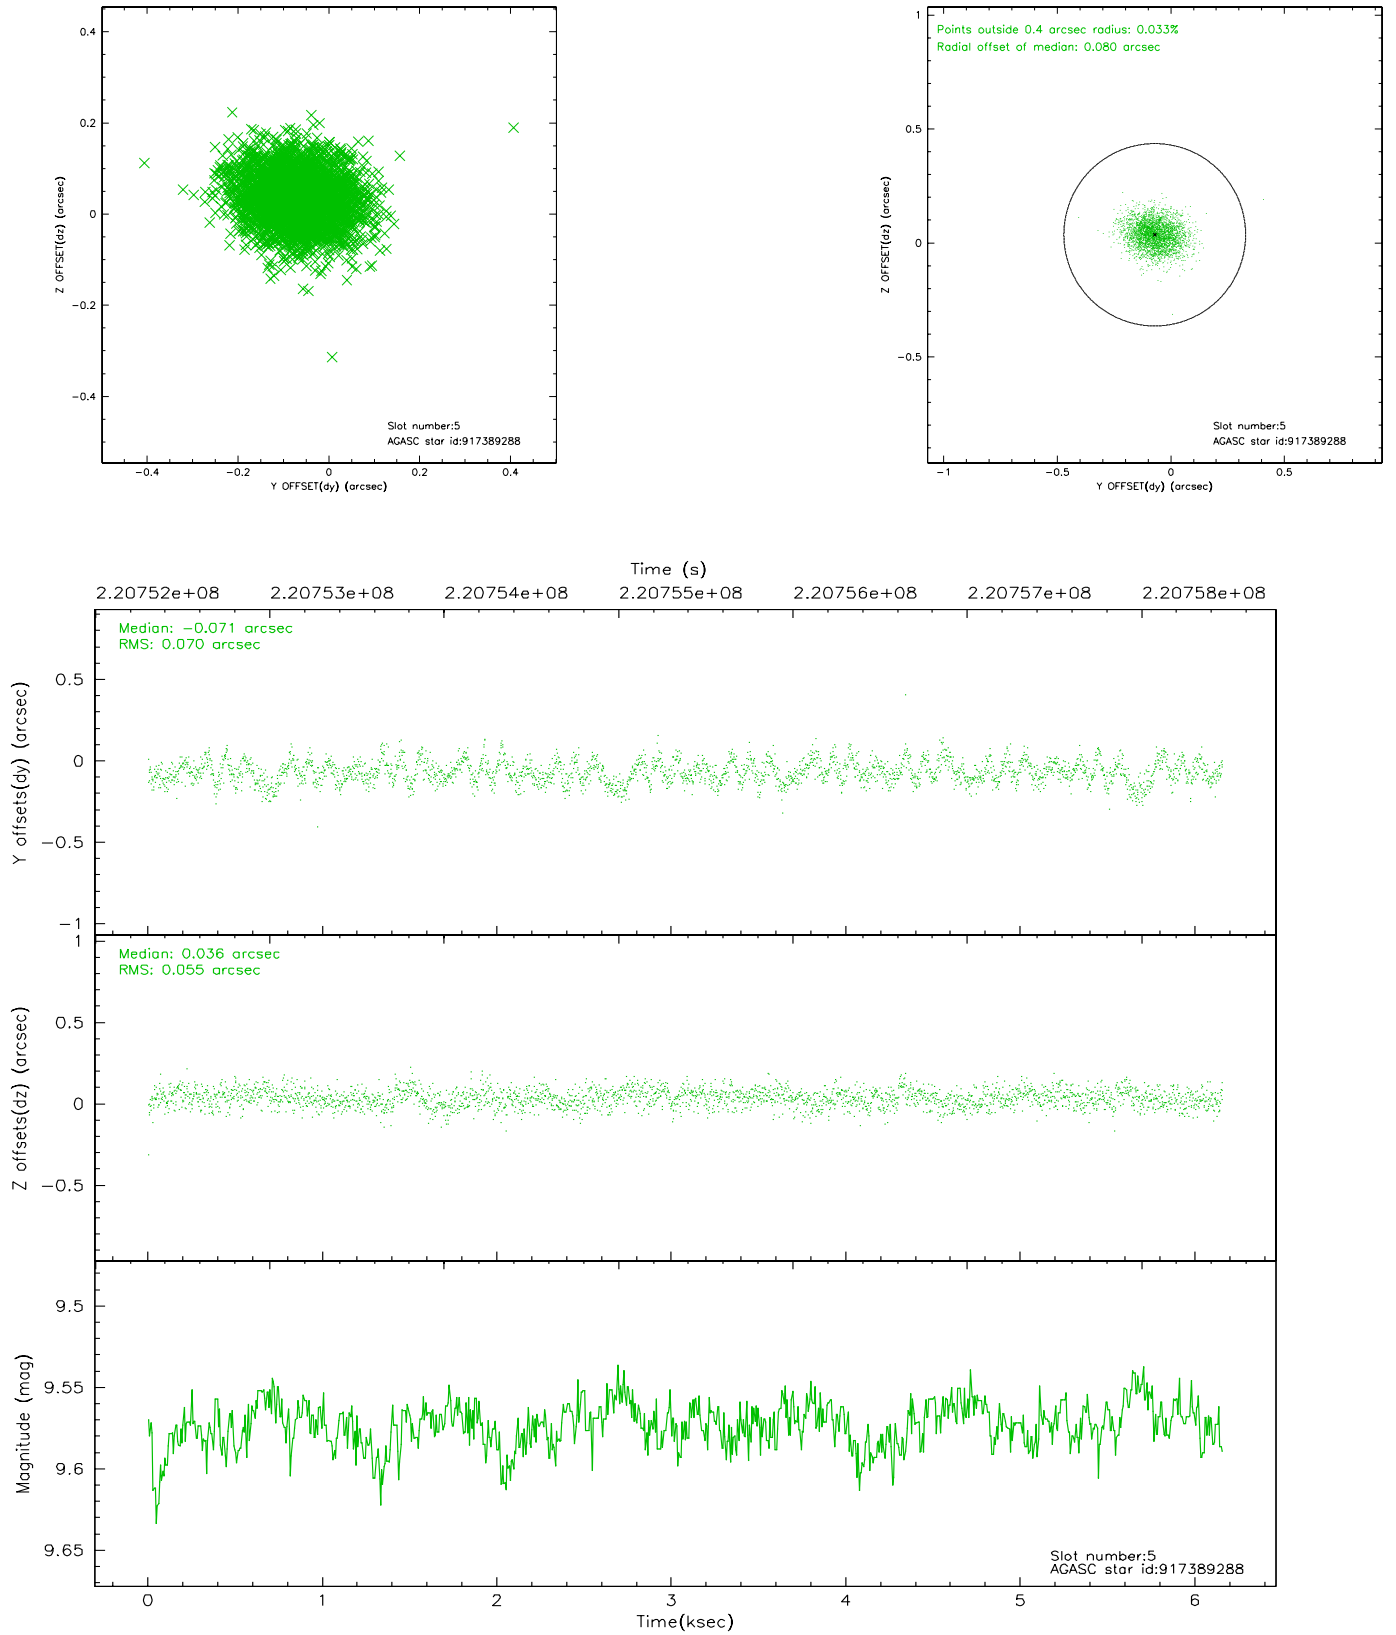 0.4
0.2
0
−0.2
−0.4
Z OFFSET(dz) (arcsec)
Slot number:5
AGASC star id:917389288
−0.4 −0.2 0 0.2 0.4
Y OFFSET(dy) (arcsec)
Points outside 0.4 arcsec radius: 0.033%
Radial offset of median: 0.080 arcsec
1
0.5
0
−0.5
Z OFFSET(dz) (arcsec)
Slot number:5
AGASC star id:917389288
−1 −0.5 0 0.5
Y OFFSET(dy) (arcsec)
Time (s)
2.20752e+08 2.20753e+08 2.20754e+08 2.20755e+08 2.20756e+08 2.20757e+08 2.20758e+08
Median: −0.071 arcsec
RMS: 0.070 arcsec
0.5
0
−0.5
−1
Y offsets(dy) (arcsec)
Median: 0.036 arcsec
RMS: 0.055 arcsec
1
0.5
0
−0.5
Z offsets(dz) (arcsec)
9.5
9.55
9.6
9.65
Magnitude (mag)
Slot number:5
AGASC star id:917389288
0 1 2 3 4 5 6
Time(ksec)